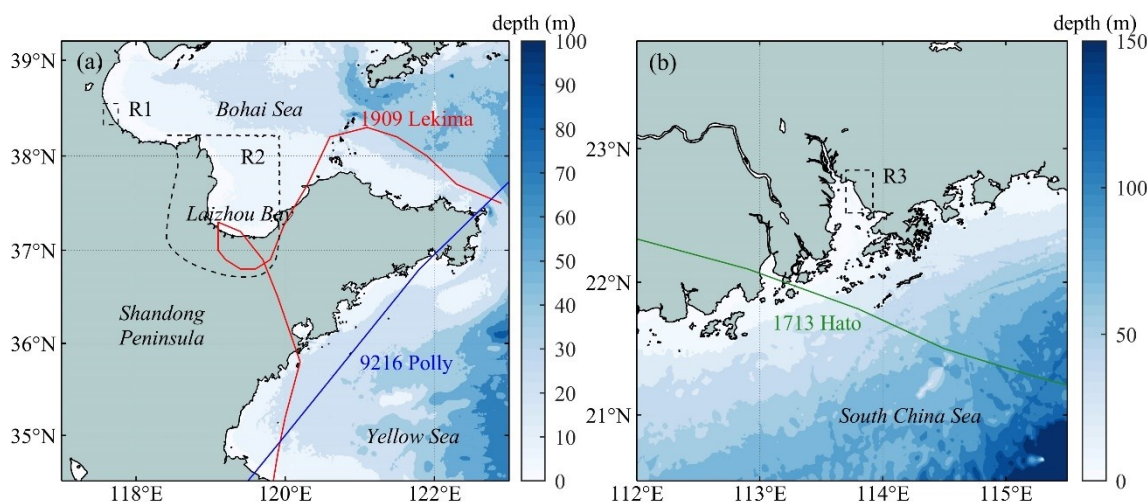 depth (m)
depth (m)
39°N
38°N
37°N
36°N
35°N
118°E
120°E
122°E
(a)
R1
Bohai Sea
1909 Lekima
R2
Laizhou Bay
Shandong
Peninsula
9216 Polly
Yellow Sea
100
90
80
70
60
50
40
30
20
10
0
23°N
22°N
21°N
112°E
113°E
114°E
115°E
(b)
R3
1713 Hato
South China Sea
150
100
50
0